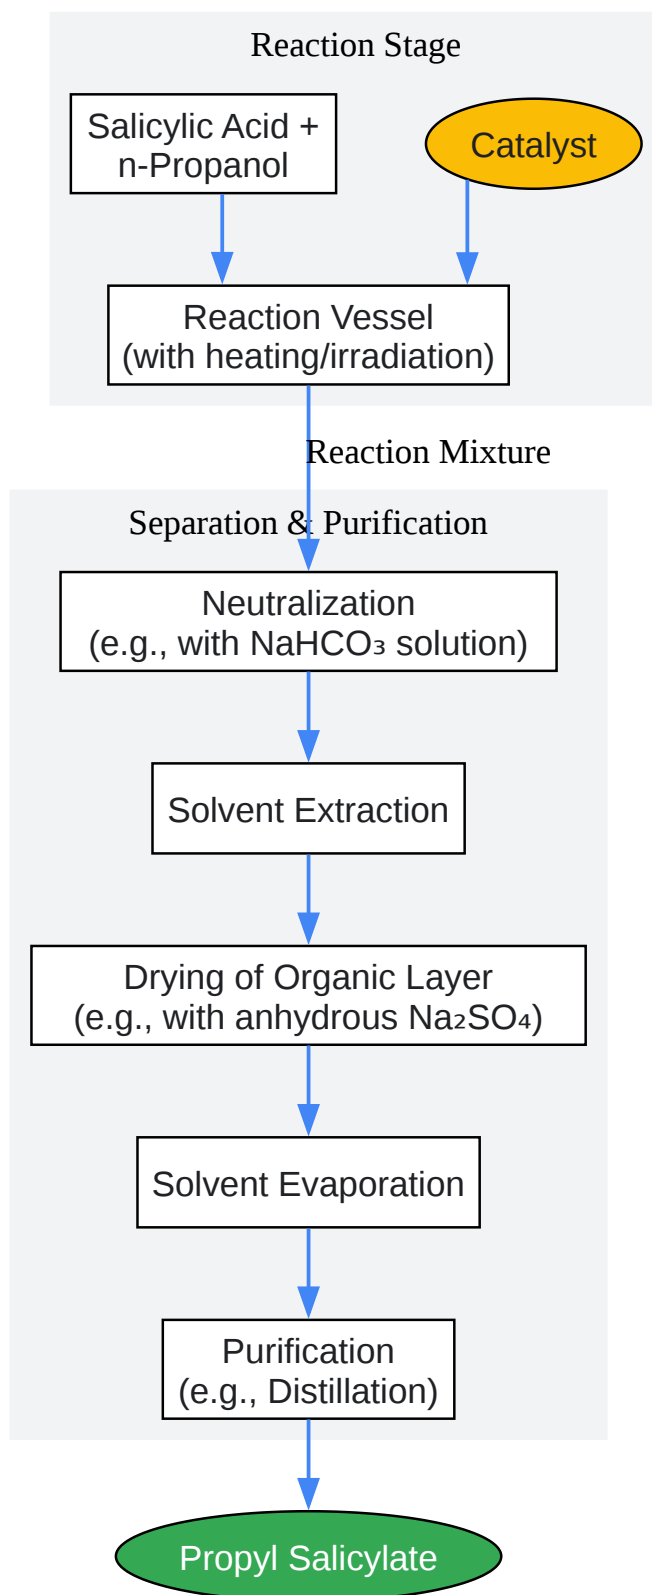 Reaction Stage
Salicylic Acid +
n-Propanol
Catalyst
Reaction Vessel
(with heating/irradiation)
Reaction Mixture
Separation & Purification
Neutralization
(e.g., with NaHCO₃ solution)
Solvent Extraction
Drying of Organic Layer
(e.g., with anhydrous Na₂SO₄)
Solvent Evaporation
Purification
(e.g., Distillation)
Propyl Salicylate